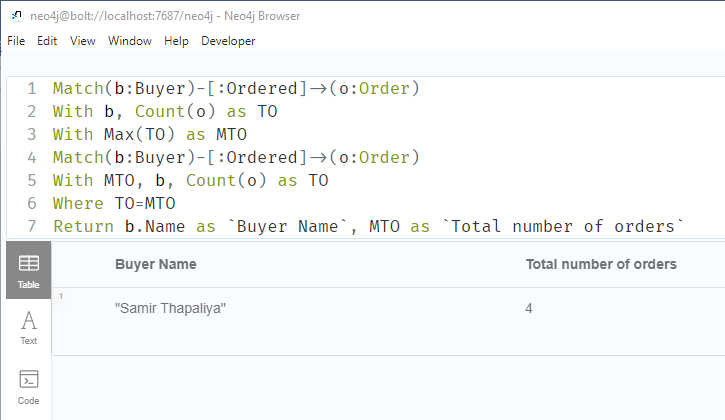 neo4j@bolt://localhost:7687/neo4j - Neo4j Browser
File Edit View Window Help Developer
1 Match(b:Buyer)-[:Ordered]→(o:Order)
2 With b, Count(o) as TO
3 With Max(TO) as MTO
4 Match(b:Buyer)-[:Ordered]→(o:Order)
5 With MTO, b, Count(o) as TO
6 Where TO=MTO
7 Return b.Name as `Buyer Name`, MTO as `Total number of orders`
Buyer Name Total number of orders
Table
1 "Samir Thapaliya" 4
Text
Code